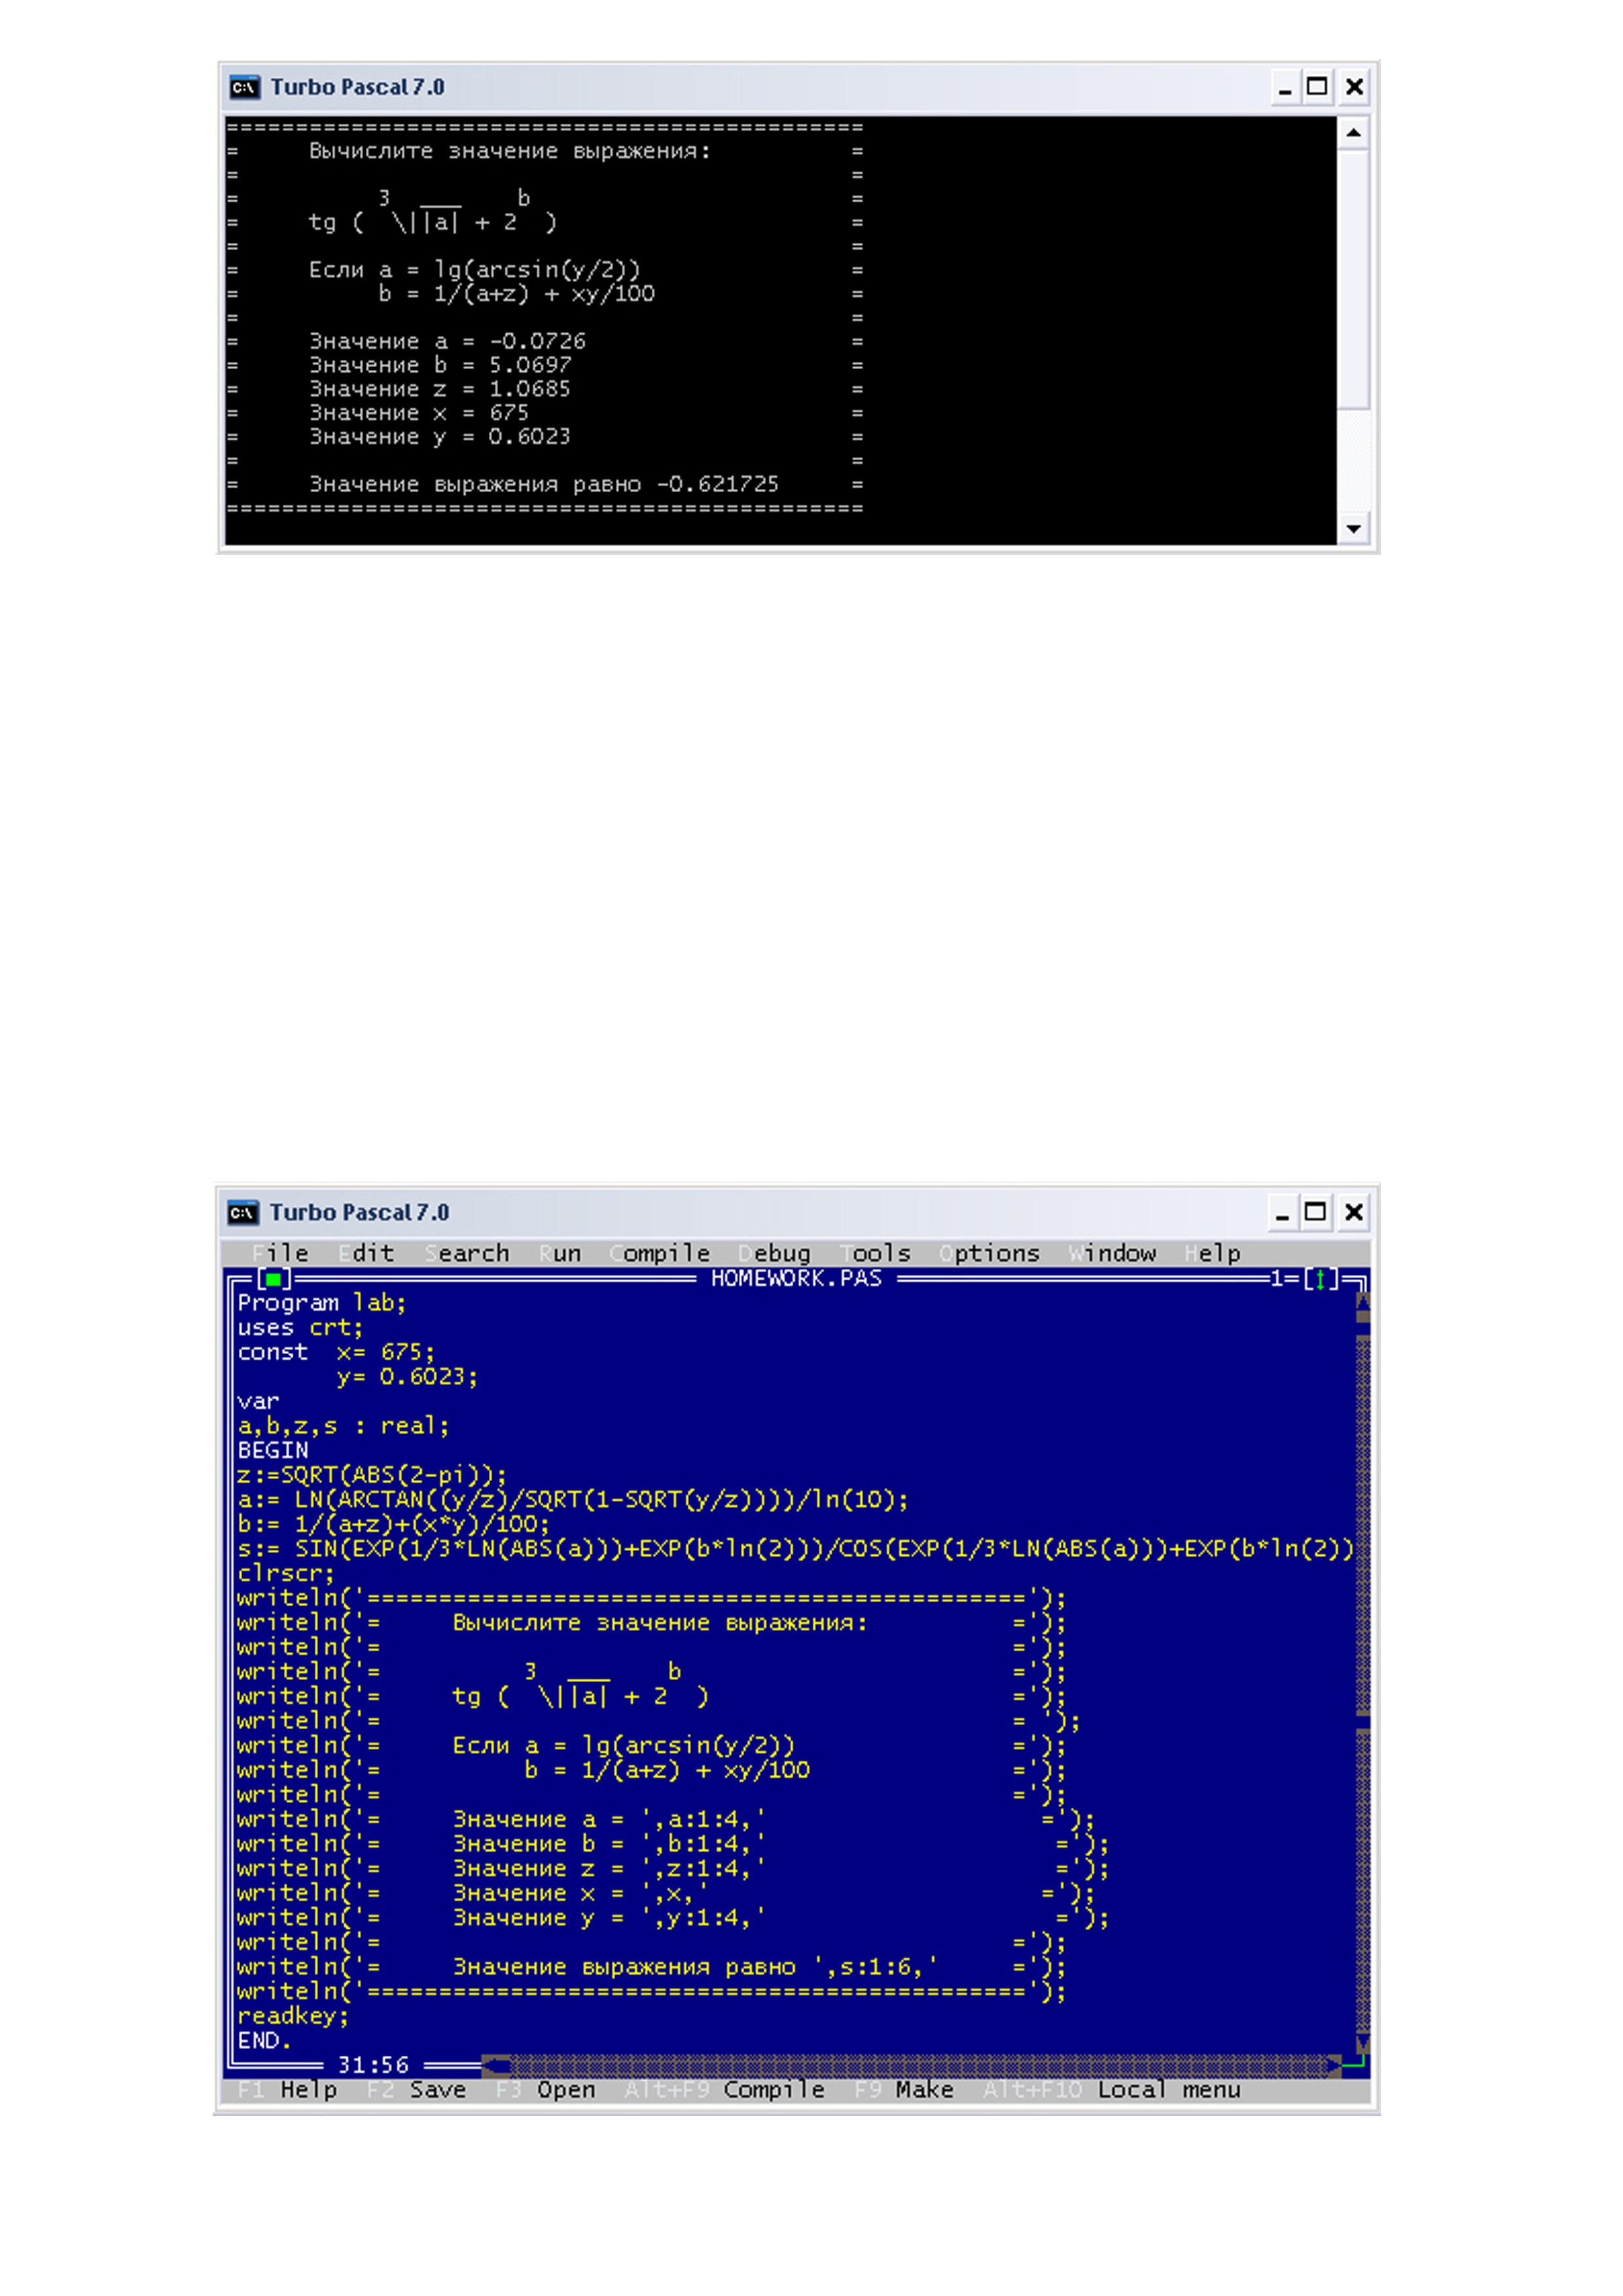 Turbo Pascal 7.0
==============================================
=     Вычислите значение выражения:          =
=                                            =
=          3  ___    b                       =
=     tg (  \||a| + 2  )                     =
=                                            =
=     Если a = lg(arcsin(y/2))               =
=          b = 1/(a+z) + xy/100              =
=                                            =
=     Значение a = -0.0726                   =
=     Значение b = 5.0697                    =
=     Значение z = 1.0685                    =
=     Значение x = 675                       =
=     Значение y = 0.6023                    =
=                                            =
=     Значение выражения равно -0.621725     =
==============================================
Turbo Pascal 7.0
File Edit Search Run Compile Debug Tools Options Window Help
HOMEWORK.PAS 1=[↕]
Program lab;
uses crt;
const  x= 675;
       y= 0.6023;
var
a,b,z,s : real;
BEGIN
z:=SQRT(ABS(2-pi));
a:= LN(ARCTAN((y/z)/SQRT(1-SQRT(y/z))))/ln(10);
b:= 1/(a+z)+(x*y)/100;
s:= SIN(EXP(1/3*LN(ABS(a)))+EXP(b*ln(2)))/COS(EXP(1/3*LN(ABS(a)))+EXP(b*ln(2))
clrscr;
writeln('==============================================');
writeln('=     Вычислите значение выражения:          =');
writeln('=                                            =');
writeln('=          3  ___    b                       =');
writeln('=     tg (  \||a| + 2  )                     =');
writeln('=                                            = ');
writeln('=     Если a = lg(arcsin(y/2))               =');
writeln('=          b = 1/(a+z) + xy/100              =');
writeln('=                                            =');
writeln('=     Значение a = ',a:1:4,'                   =');
writeln('=     Значение b = ',b:1:4,'                    =');
writeln('=     Значение z = ',z:1:4,'                    =');
writeln('=     Значение x = ',x,'                       =');
writeln('=     Значение y = ',y:1:4,'                    =');
writeln('=                                            =');
writeln('=     Значение выражения равно ',s:1:6,'     =');
writeln('==============================================');
readkey;
END.
31:56
F1 Help F2 Save F3 Open Alt+F9 Compile F9 Make Alt+F10 Local menu